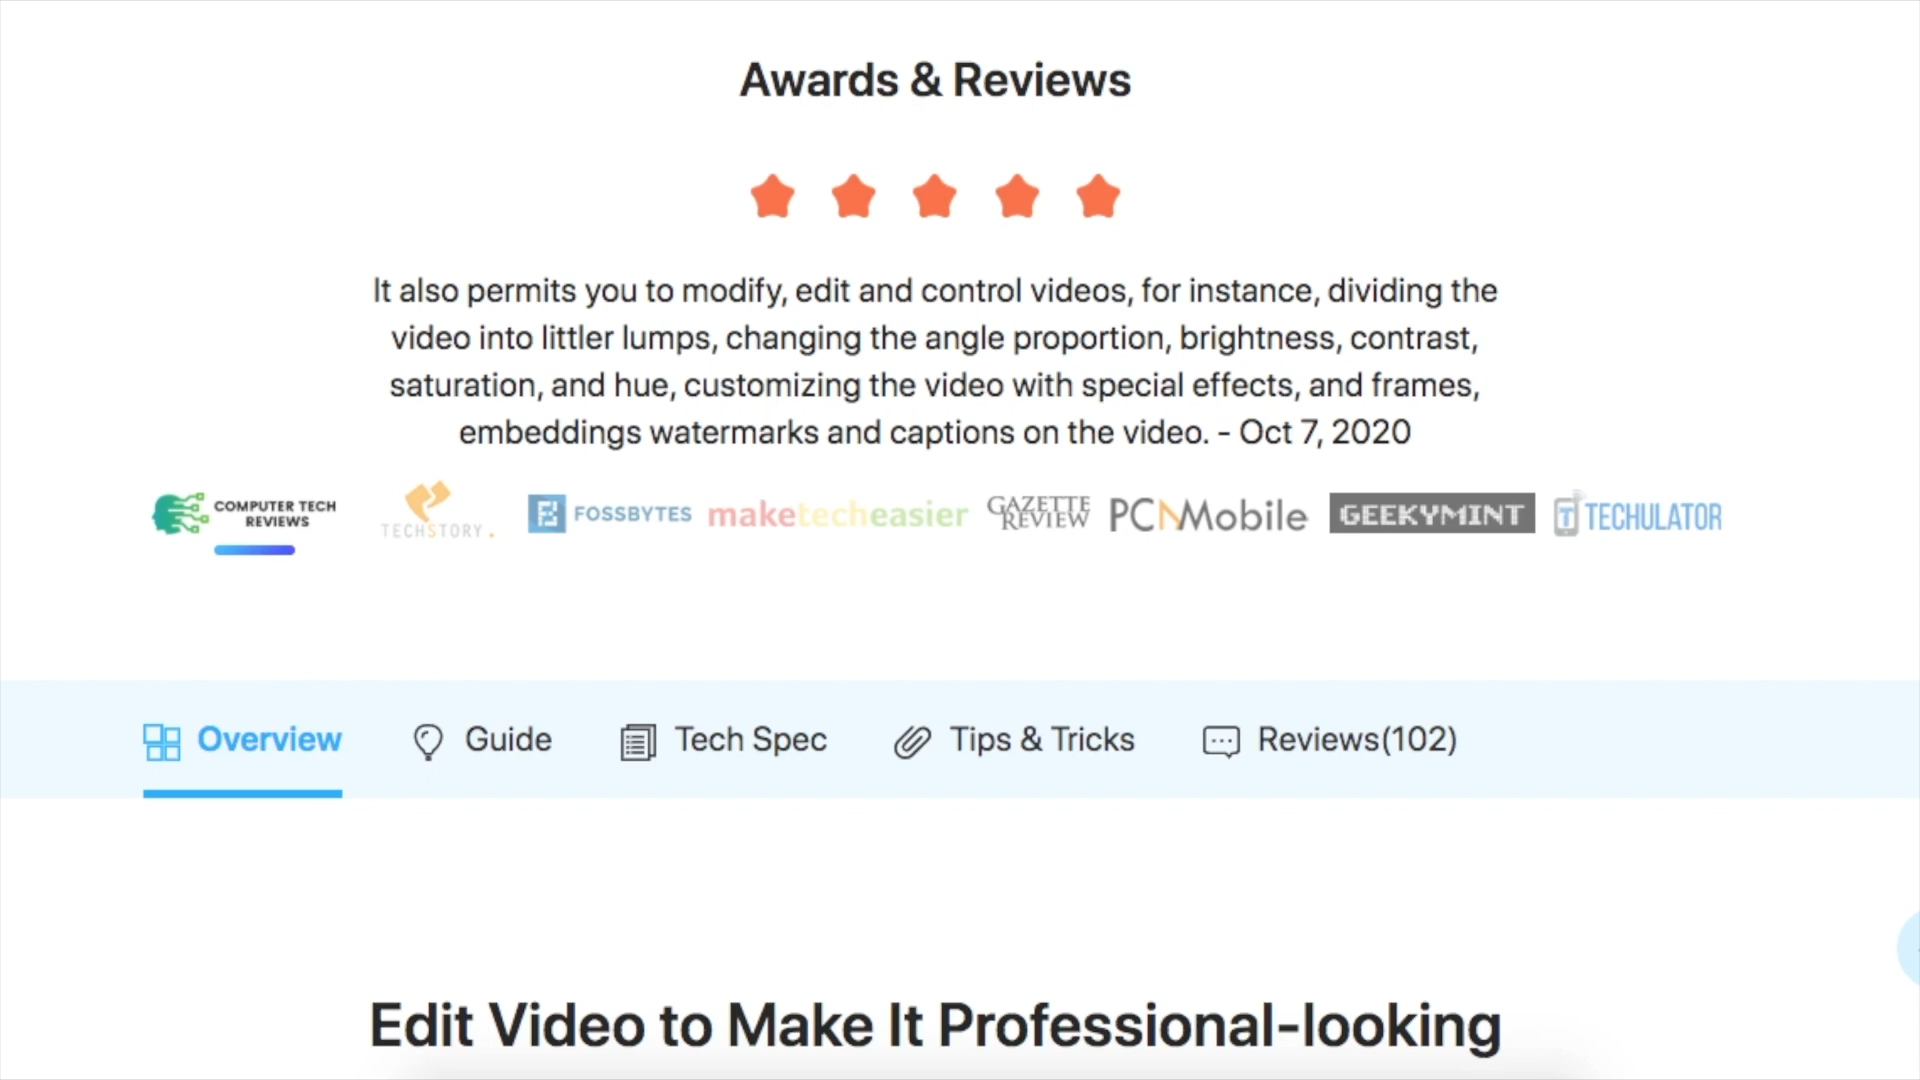 Awards & Reviews
It also permits you to modify, edit and control videos, for instance, dividing the
video into littler lumps, changing the angle proportion, brightness, contrast,
saturation, and hue, customizing the video with special effects, and frames,
embeddings watermarks and captions on the video. - Oct 7, 2020
COMPUTER TECH
REVIEWS
TECHSTORY.
FOSSBYTES
maketecheasier
GAZETTE
REVIEW
PCNMobile
GEEKYMINT
T TECHULATOR
Overview
Guide
Tech Spec
Tips & Tricks
Reviews(102)
Edit Video to Make It Professional-looking